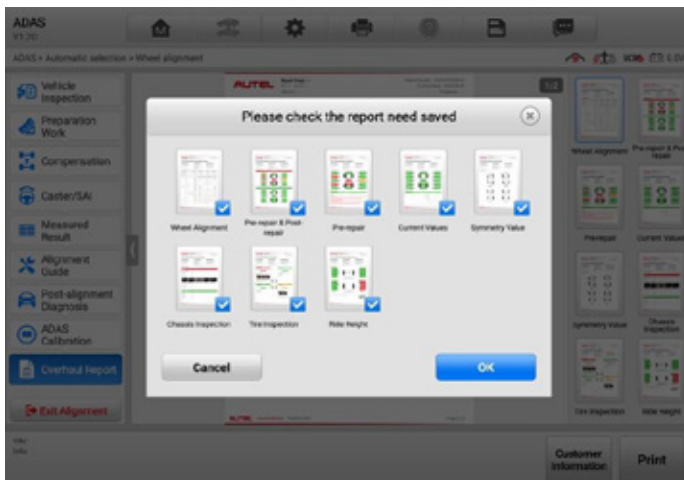 ADAS
ADAS > Automatic selection > Wheel alignment
Vehicle
Inspection
Preparation
Work
Compensation
Caster/SAI
Measured
Result
Alignment
Guide
Post-alignment
Diagnosis
ADAS
Calibration
Overhaul Report
Exit Alignment
AUTEL
1/2
Please check the report need saved
Wheel Alignment
Pre-repair & Post-
repair
Pre-repair
Current Values
Symmetry Value
Chassis Inspection
Tire Inspection
Ride Height
Cancel
OK
Wheel Alignment
Pre-repair & Post-
repair
Pre-repair
Current Values
Symmetry Value
Chassis
Inspection
Tire Inspection
Ride Height
AUTEL
Customer
Information
Print